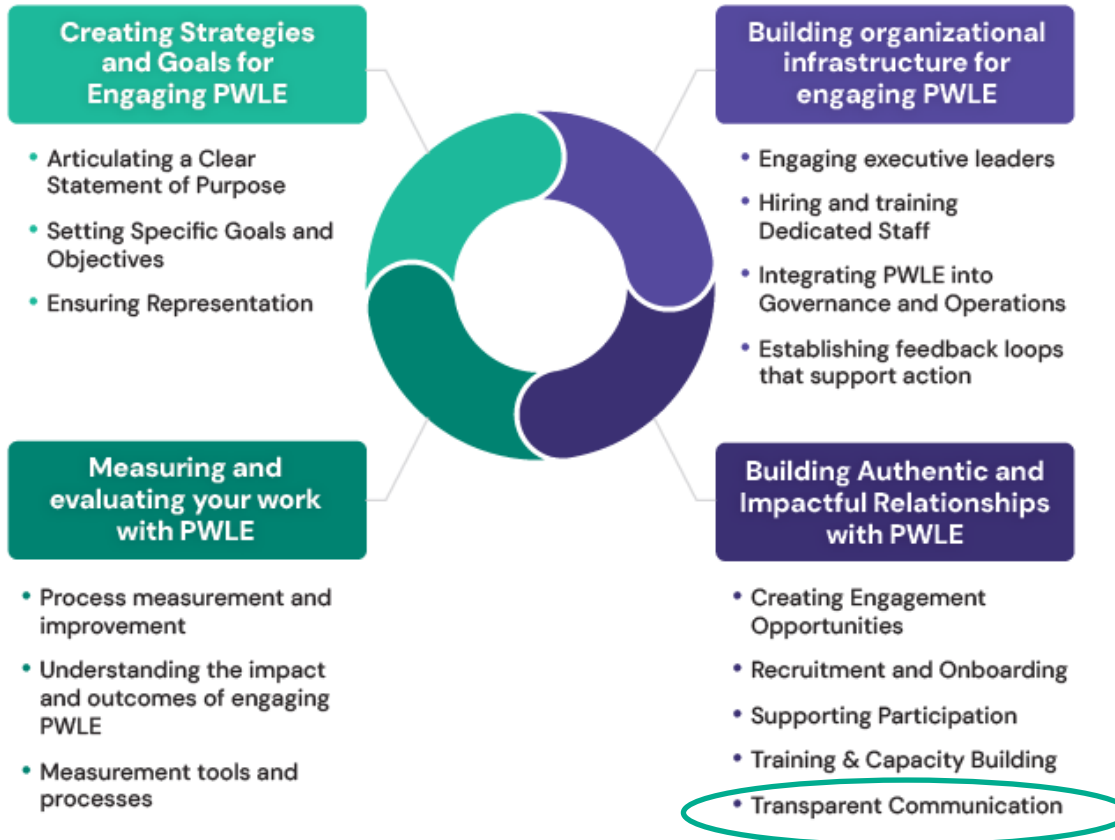 Creating Strategies
and Goals for
Engaging PWLE
• Articulating a Clear
Statement of Purpose
• Setting Specific Goals and
Objectives
• Ensuring Representation
Building organizational
infrastructure for
engaging PWLE
• Engaging executive leaders
• Hiring and training
Dedicated Staff
• Integrating PWLE into
Governance and Operations
• Establishing feedback loops
that support action
Measuring and
evaluating your work
with PWLE
• Process measurement and
improvement
• Understanding the impact
and outcomes of engaging
PWLE
• Measurement tools and
processes
Building Authentic and
Impactful Relationships
with PWLE
• Creating Engagement
Opportunities
• Recruitment and Onboarding
• Supporting Participation
• Training & Capacity Building
• Transparent Communication